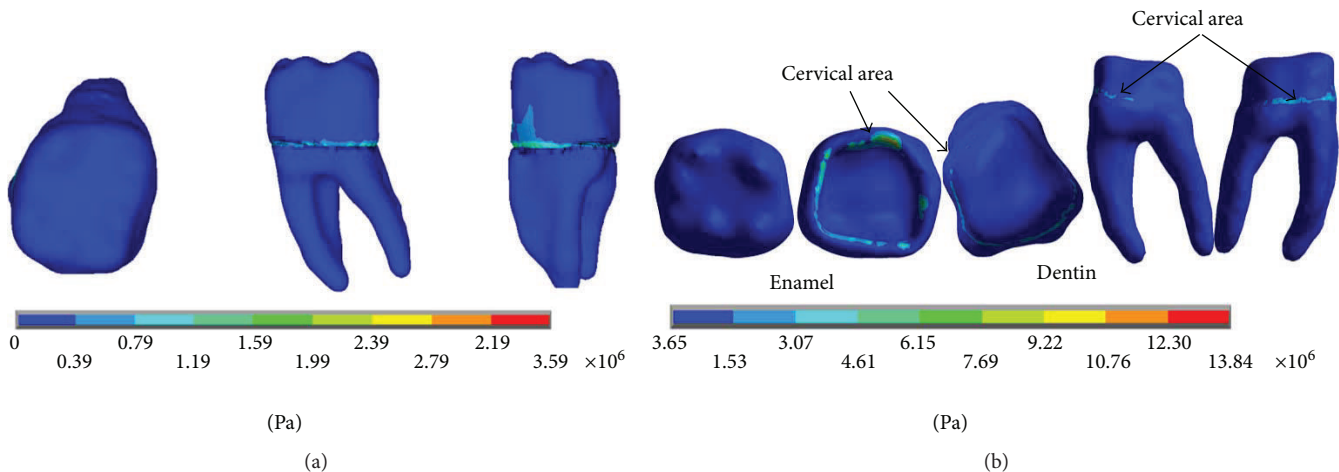 Cervical area
Cervical area
Enamel
Dentin
0 0.79 1.59 2.39 2.19
0.39 1.19 1.99 2.79 3.59 ×10⁶
(Pa)
(a)
3.65 3.07 6.15 9.22 12.30
1.53 4.61 7.69 10.76 13.84 ×10⁶
(Pa)
(b)